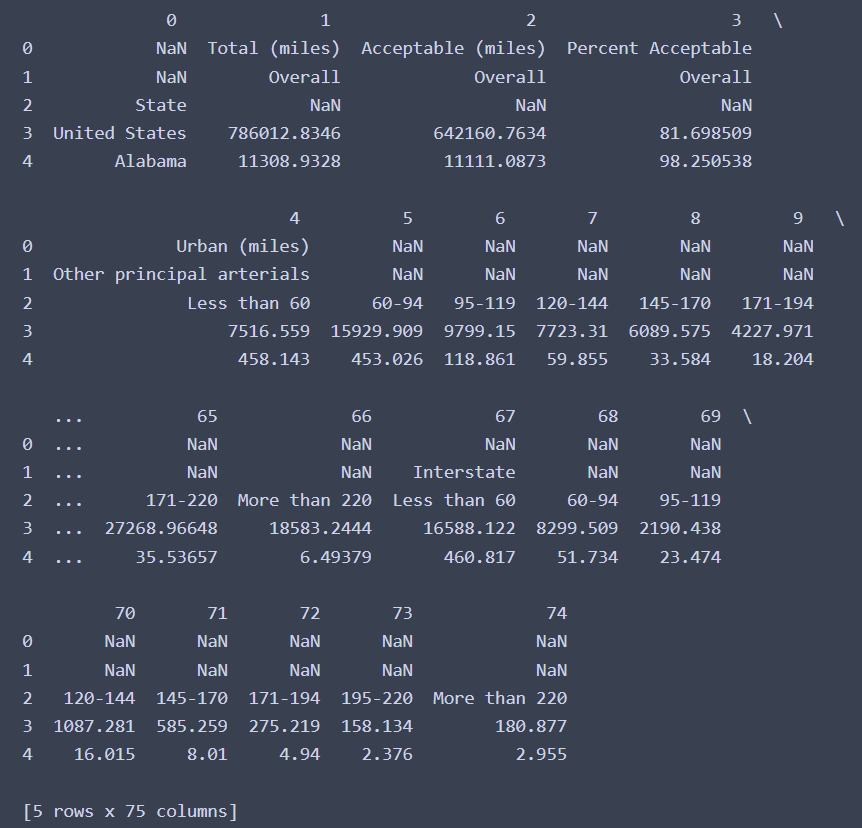 0 1 2 3 \
0 NaN Total (miles) Acceptable (miles) Percent Acceptable
1 NaN Overall Overall Overall
2 State NaN NaN NaN
3 United States 786012.8346 642160.7634 81.698509
4 Alabama 11308.9328 11111.0873 98.250538
4 5 6 7 8 9 \
0 Urban (miles) NaN NaN NaN NaN NaN
1 Other principal arterials NaN NaN NaN NaN NaN
2 Less than 60 60-94 95-119 120-144 145-170 171-194
3 7516.559 15929.909 9799.15 7723.31 6089.575 4227.971
4 458.143 453.026 118.861 59.855 33.584 18.204
... 65 66 67 68 69 \
0 ... NaN NaN NaN NaN NaN
1 ... NaN NaN Interstate NaN NaN
2 ... 171-220 More than 220 Less than 60 60-94 95-119
3 ... 27268.96648 18583.2444 16588.122 8299.509 2190.438
4 ... 35.53657 6.49379 460.817 51.734 23.474
70 71 72 73 74
0 NaN NaN NaN NaN NaN
1 NaN NaN NaN NaN NaN
2 120-144 145-170 171-194 195-220 More than 220
3 1087.281 585.259 275.219 158.134 180.877
4 16.015 8.01 4.94 2.376 2.955
[5 rows x 75 columns]